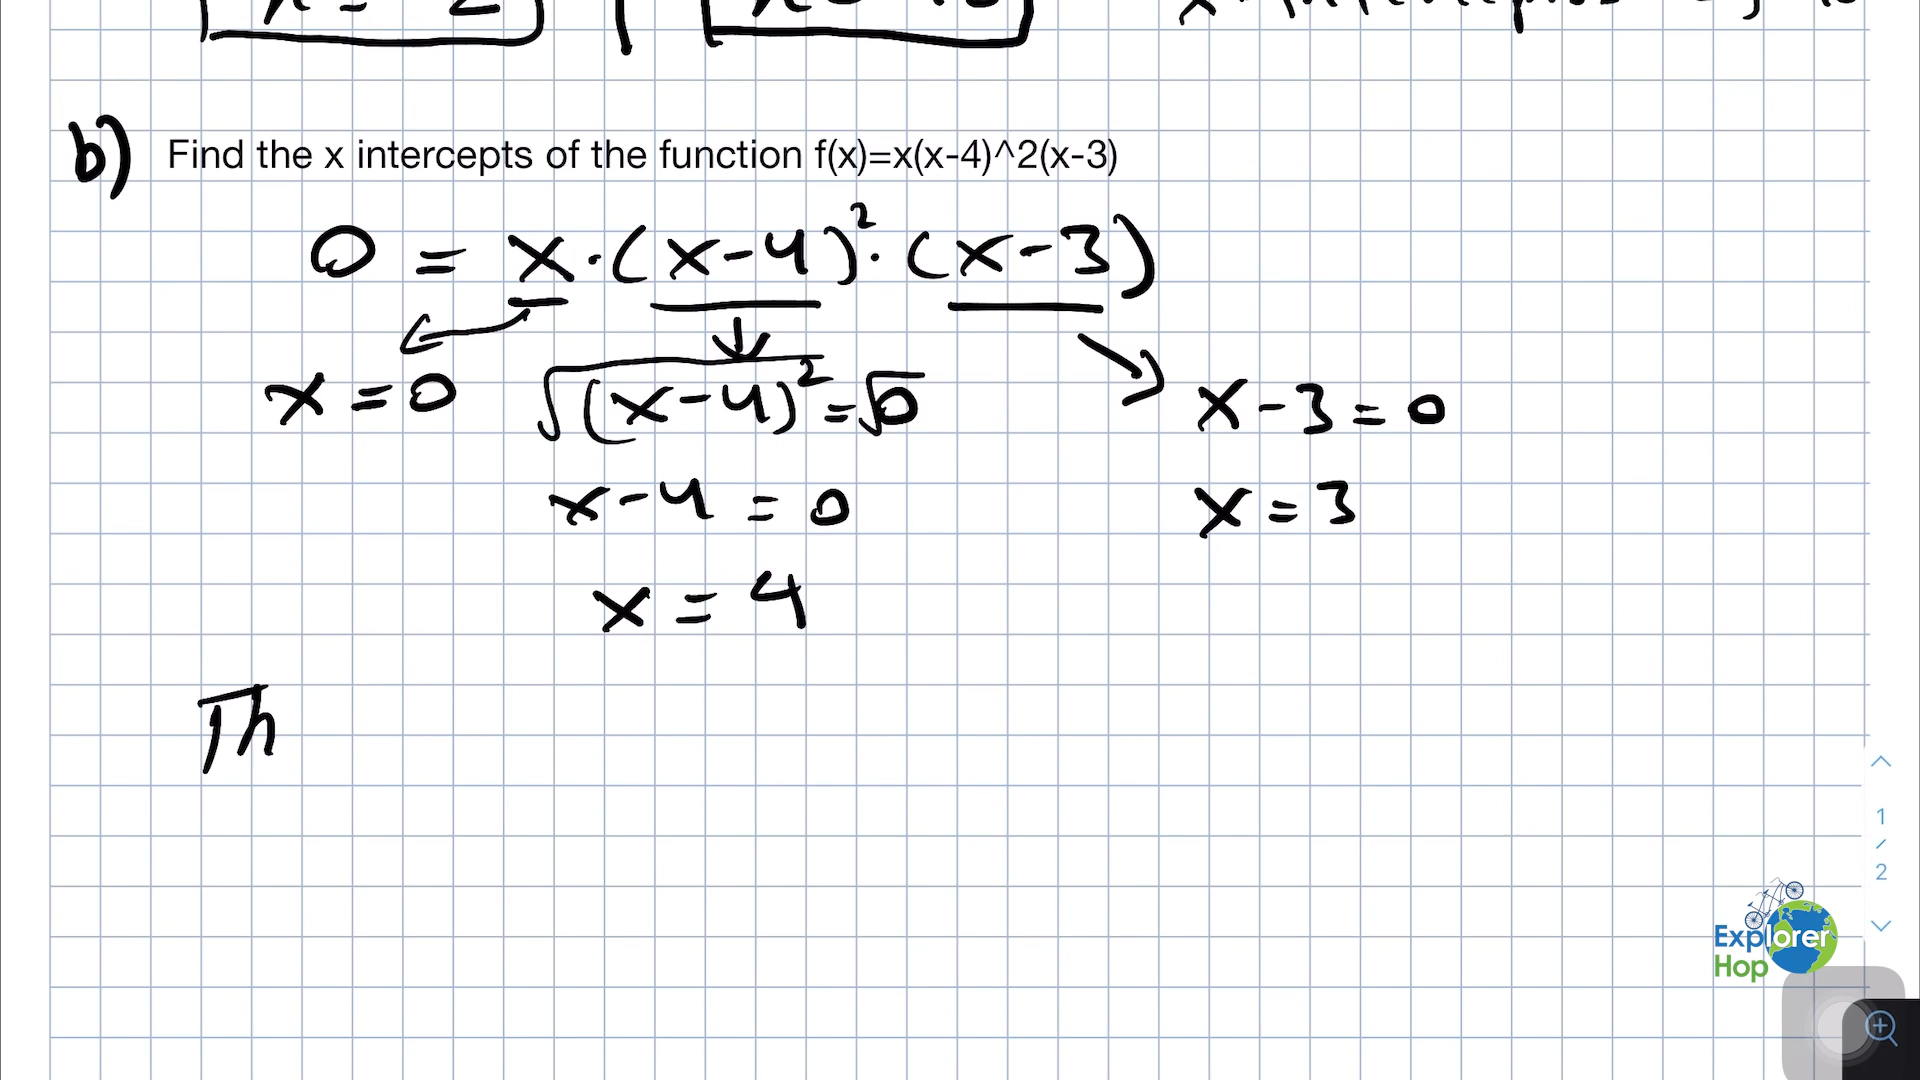 b) Find the x intercepts of the function f(x)=x(x-4)^2(x-3)
0 = x·(x-4)²·(x-3)
x=0 √(x-4)²=√0 x-3=0
x-4=0 x=3
x=4
Th
1
/
2
Explorer
Hop